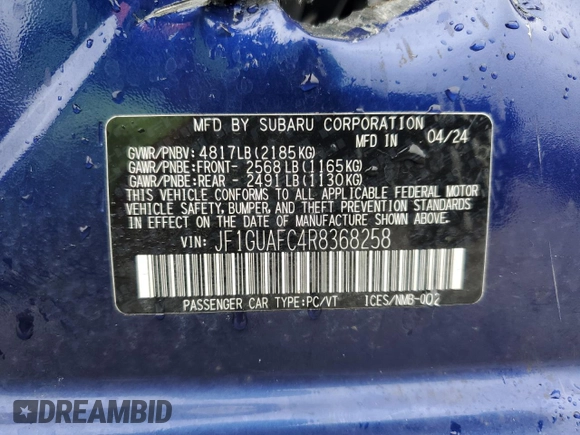 MFD BY SUBARU CORPORATION
MFD IN 04/24
GVWR/PNBV: 4817LB (2185KG)
GAWR/PNBE:FRONT- 2568LB (1165KG)
GAWR/PNBE:REAR - 2491LB (1130KG)
THIS VEHICLE CONFORMS TO ALL APPLICABLE FEDERAL MOTOR
VEHICLE SAFETY, BUMPER, AND THEFT PREVENTION STANDARDS
IN EFFECT ON THE DATE OF MANUFACTURE SHOWN ABOVE.
VIN: JF1GUAFC4R8368258
PASSENGER CAR TYPE:PC/VT ICES/NMB-002
DREAMBID